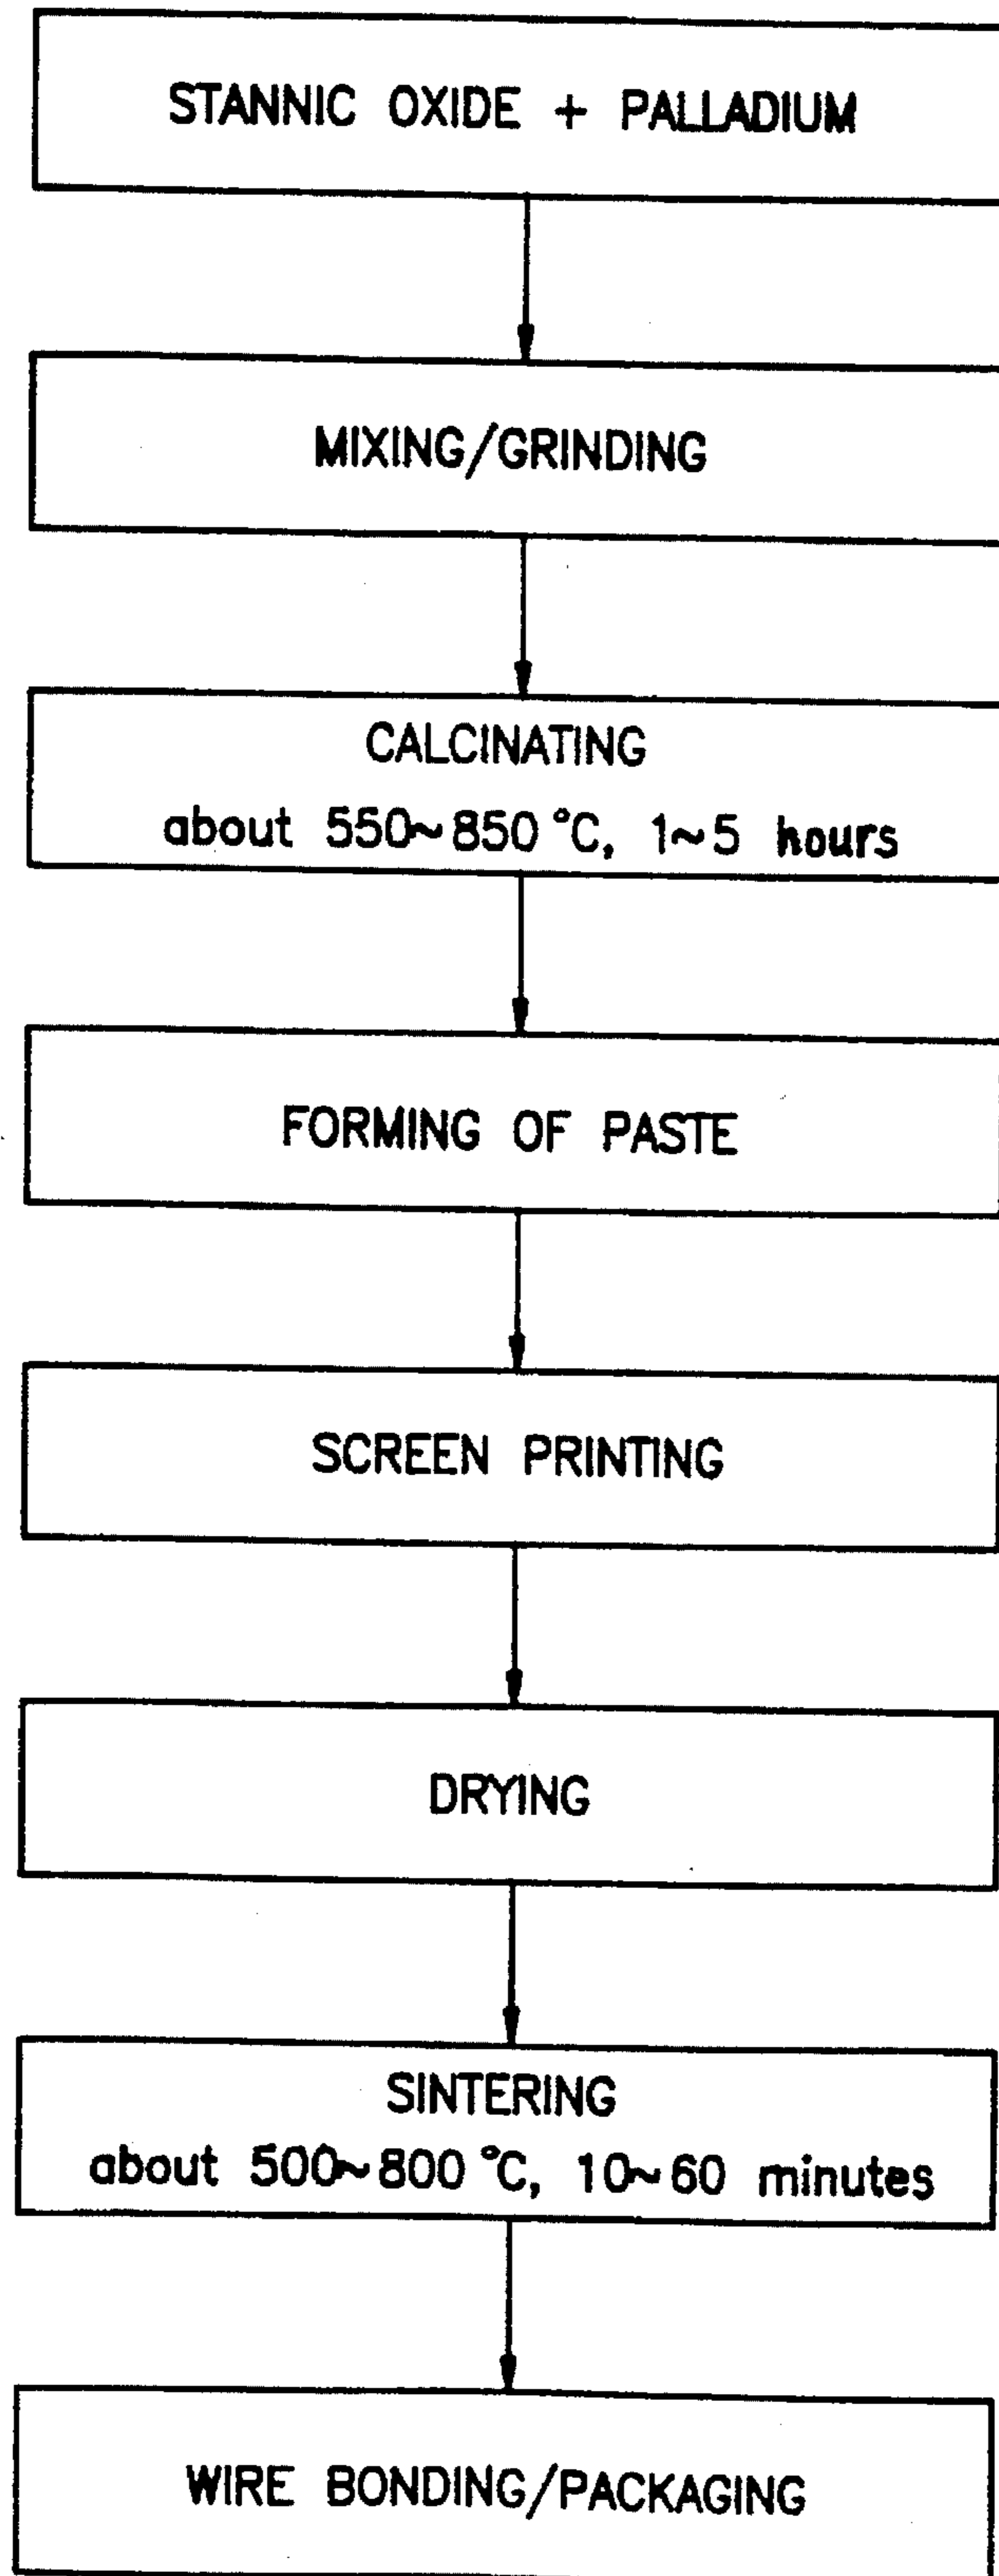 STANNIC OXIDE + PALLADIUM
MIXING/GRINDING
CALCINATING
about 550~850 °C, 1~5 hours
FORMING OF PASTE
SCREEN PRINTING
DRYING
SINTERING
about 500~800 °C, 10~60 minutes
WIRE BONDING/PACKAGING